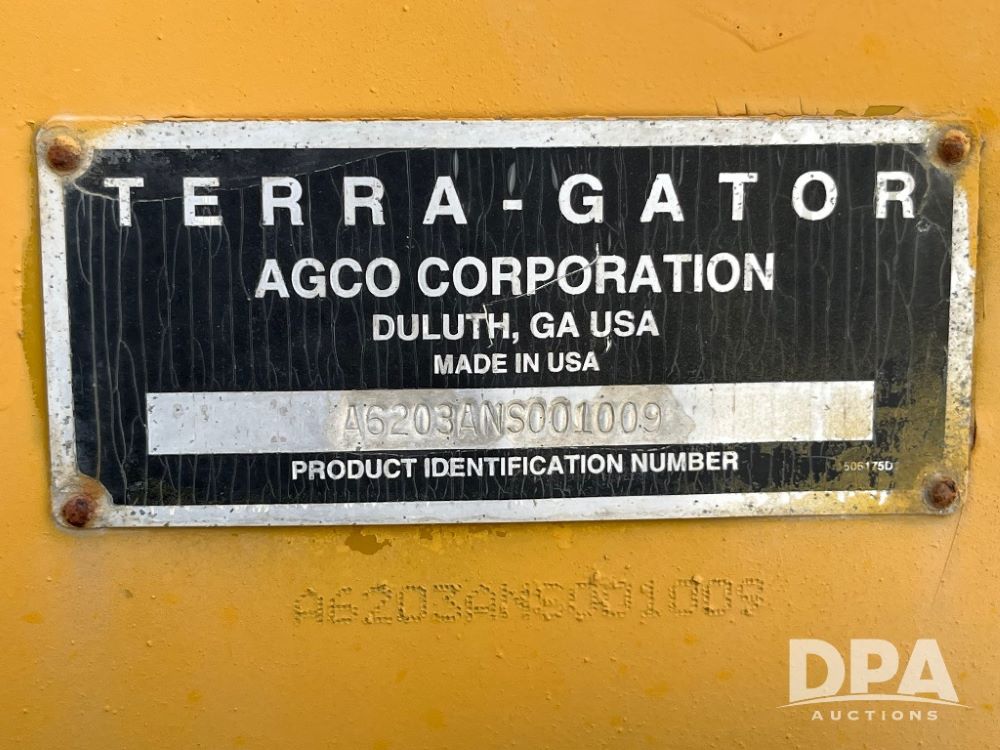 TERRA-GATOR
AGCO CORPORATION
DULUTH, GA USA
MADE IN USA
A6203ANS001009
PRODUCT IDENTIFICATION NUMBER
506175D
A6203ANS001009
DPA
AUCTIONS